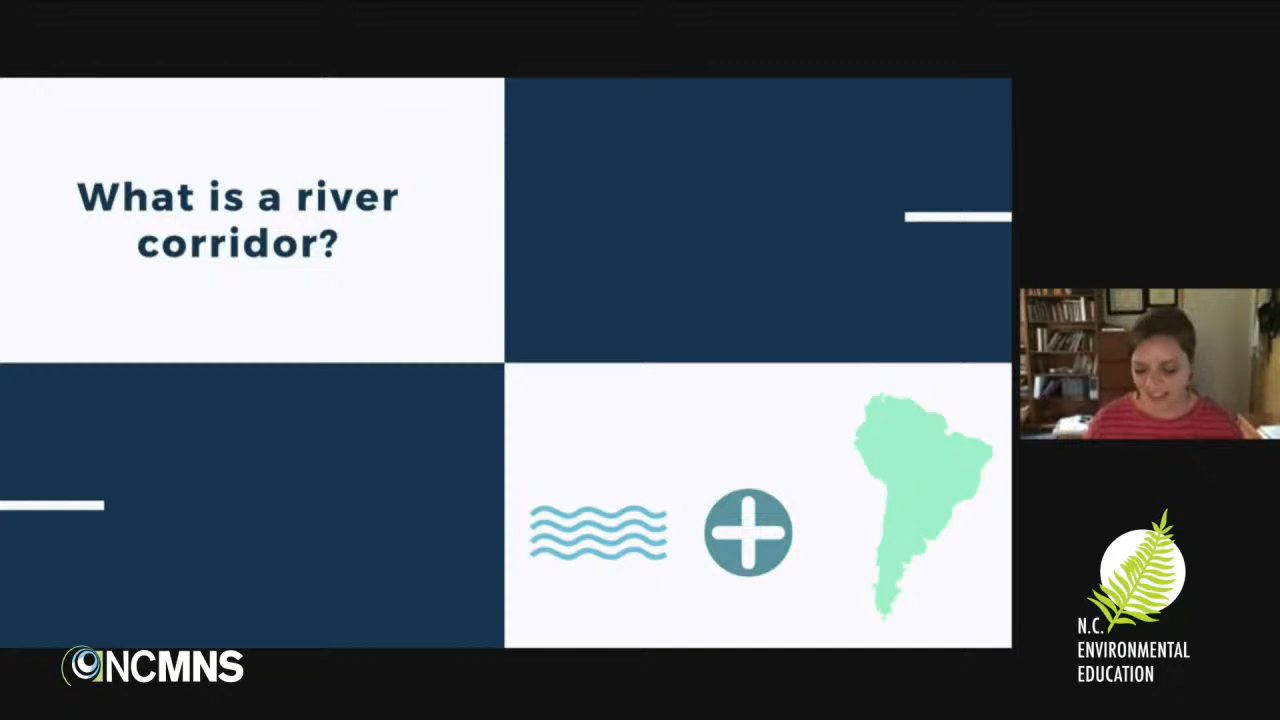 What is a river
corridor?
NCMNS
N.C.
ENVIRONMENTAL
EDUCATION